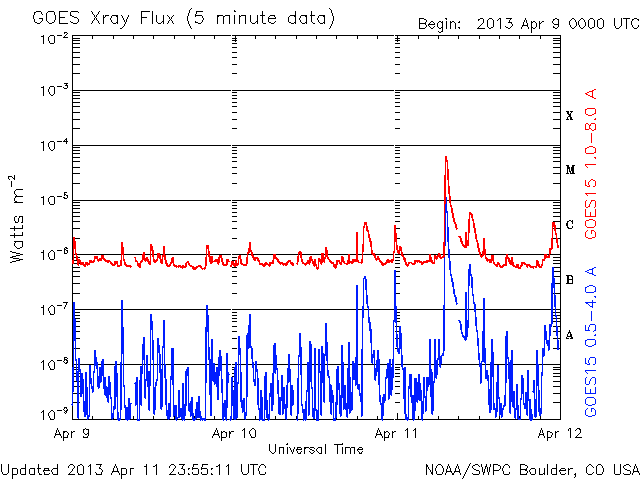 GOES Xray Flux (5 minute data)
Begin: 2013 Apr 9 0000 UTC
10⁻²
10⁻³
10⁻⁴
10⁻⁵
10⁻⁶
10⁻⁷
10⁻⁸
10⁻⁹
Watts m⁻²
X
M
C
B
A
GOES15 1.0-8.0 A
GOES15 0.5-4.0 A
Apr 9
Apr 10
Apr 11
Apr 12
Universal Time
Updated 2013 Apr 11 23:55:11 UTC
NOAA/SWPC Boulder, CO USA